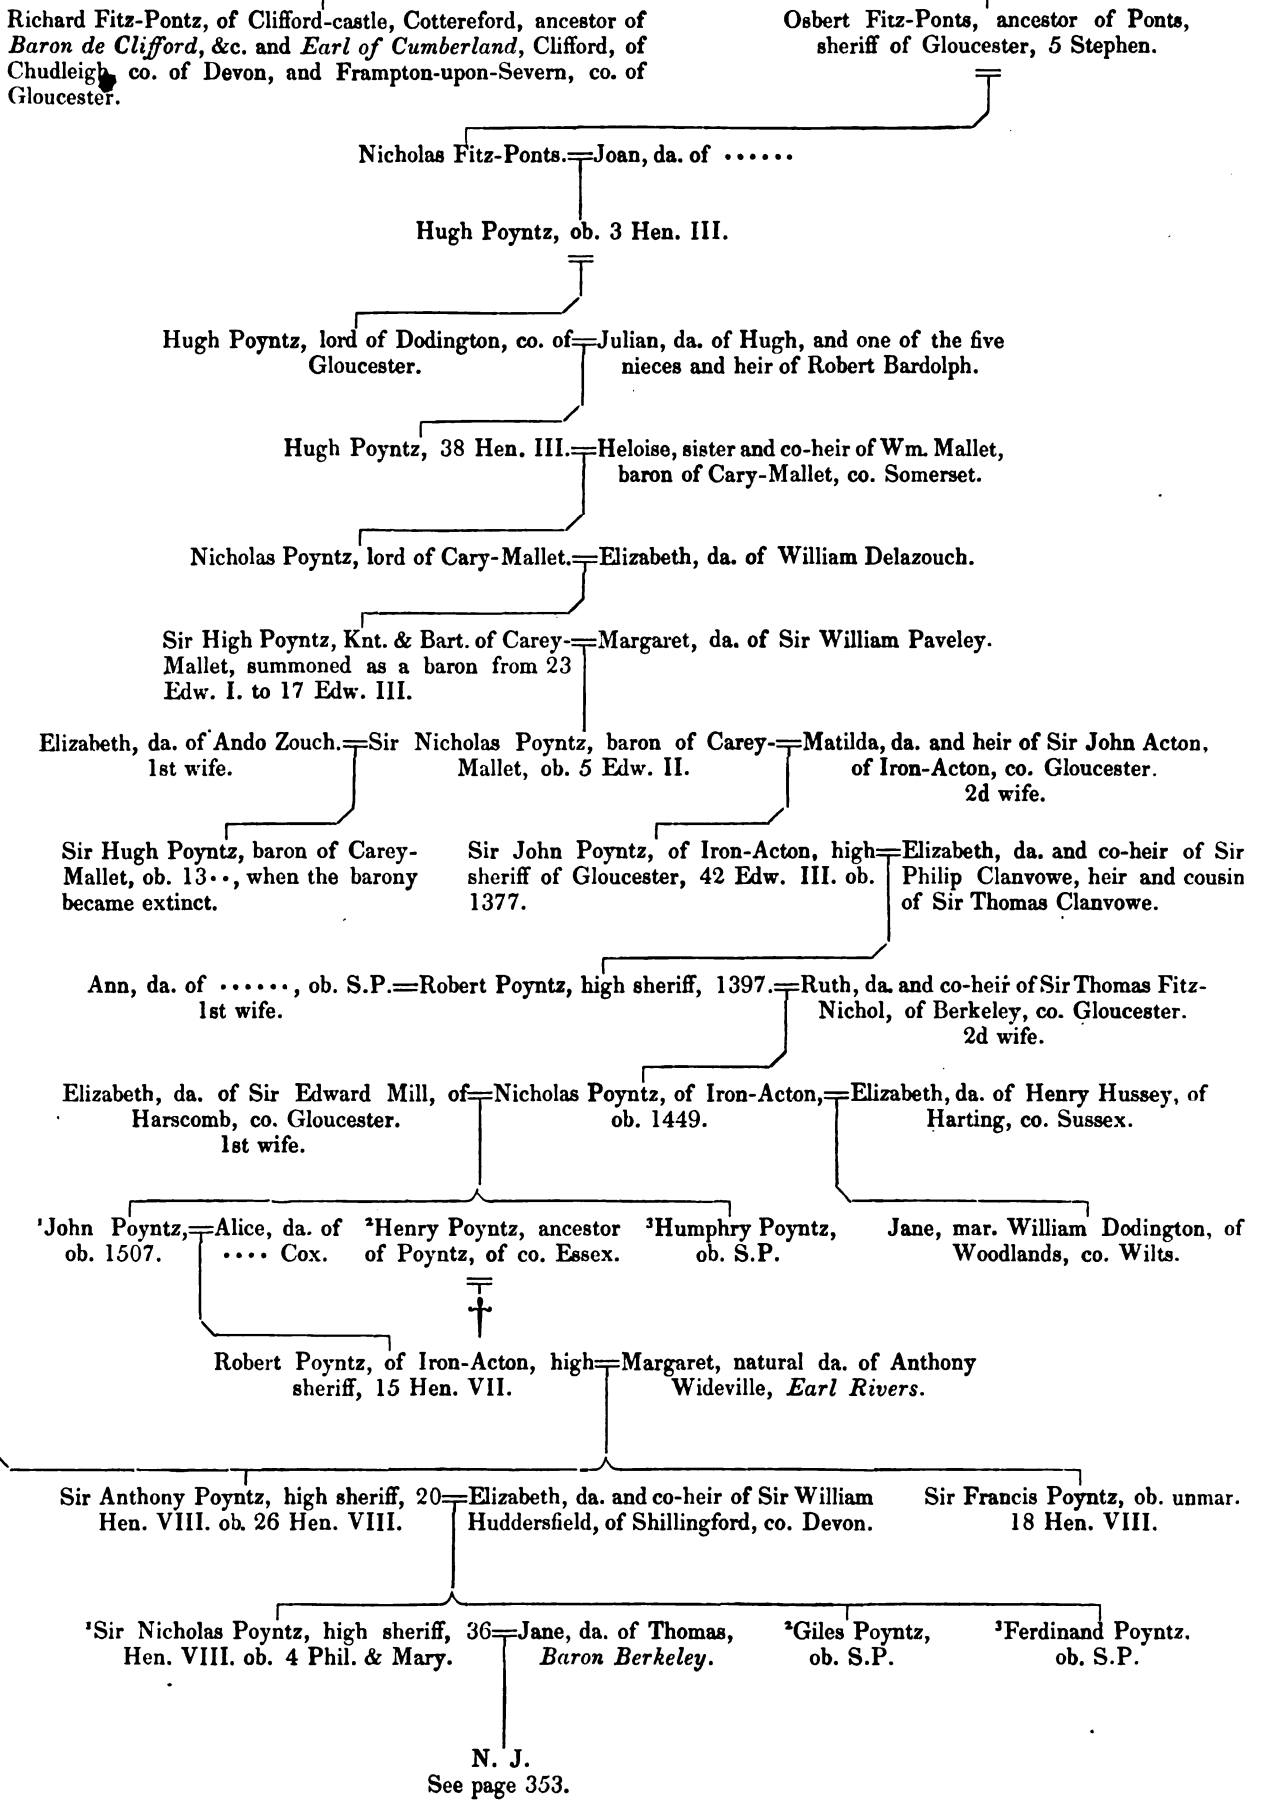 Richard Fitz-Pontz, of Clifford-castle, Cottereford, ancestor of
Baron de Clifford, &c. and Earl of Cumberland, Clifford, of
Chudleigh, co. of Devon, and Frampton-upon-Severn, co. of
Gloucester.
Osbert Fitz-Ponts, ancestor of Ponts,
sheriff of Gloucester, 5 Stephen.
Nicholas Fitz-Ponts.=Joan, da. of ······
Hugh Poyntz, ob. 3 Hen. III.
Hugh Poyntz, lord of Dodington, co. of=Julian, da. of Hugh, and one of the five
Gloucester. nieces and heir of Robert Bardolph.
Hugh Poyntz, 38 Hen. III.=Heloise, sister and co-heir of Wm. Mallet,
baron of Cary-Mallet, co. Somerset.
Nicholas Poyntz, lord of Cary-Mallet.=Elizabeth, da. of William Delazouch.
Sir High Poyntz, Knt. & Bart. of Carey-=Margaret, da. of Sir William Paveley.
Mallet, summoned as a baron from 23
Edw. I. to 17 Edw. III.
Elizabeth, da. of Ando Zouch.=Sir Nicholas Poyntz, baron of Carey-=Matilda, da. and heir of Sir John Acton,
1st wife. Mallet, ob. 5 Edw. II. of Iron-Acton, co. Gloucester.
2d wife.
Sir Hugh Poyntz, baron of Carey-
Mallet, ob. 13··, when the barony
became extinct.
Sir John Poyntz, of Iron-Acton, high=Elizabeth, da. and co-heir of Sir
sheriff of Gloucester, 42 Edw. III. ob. Philip Clanvowe, heir and cousin
1377. of Sir Thomas Clanvowe.
Ann, da. of ······, ob. S.P.=Robert Poyntz, high sheriff, 1397.=Ruth, da. and co-heir of Sir Thomas Fitz-
1st wife. Nichol, of Berkeley, co. Gloucester.
2d wife.
Elizabeth, da. of Sir Edward Mill, of=Nicholas Poyntz, of Iron-Acton,=Elizabeth, da. of Henry Hussey, of
Harscomb, co. Gloucester. ob. 1449. Harting, co. Sussex.
1st wife.
¹John Poyntz,=Alice, da. of
ob. 1507. ···· Cox.
²Henry Poyntz, ancestor
of Poyntz, of co. Essex.
³Humphry Poyntz,
ob. S.P.
Jane, mar. William Dodington, of
Woodlands, co. Wilts.
Robert Poyntz, of Iron-Acton, high=Margaret, natural da. of Anthony
sheriff, 15 Hen. VII. Wideville, Earl Rivers.
Sir Anthony Poyntz, high sheriff, 20=Elizabeth, da. and co-heir of Sir William
Hen. VIII. ob. 26 Hen. VIII. Huddersfield, of Shillingford, co. Devon.
Sir Francis Poyntz, ob. unmar.
18 Hen. VIII.
¹Sir Nicholas Poyntz, high sheriff, 36=Jane, da. of Thomas,
Hen. VIII. ob. 4 Phil. & Mary. Baron Berkeley.
²Giles Poyntz,
ob. S.P.
³Ferdinand Poyntz.
ob. S.P.
N. J.
See page 353.